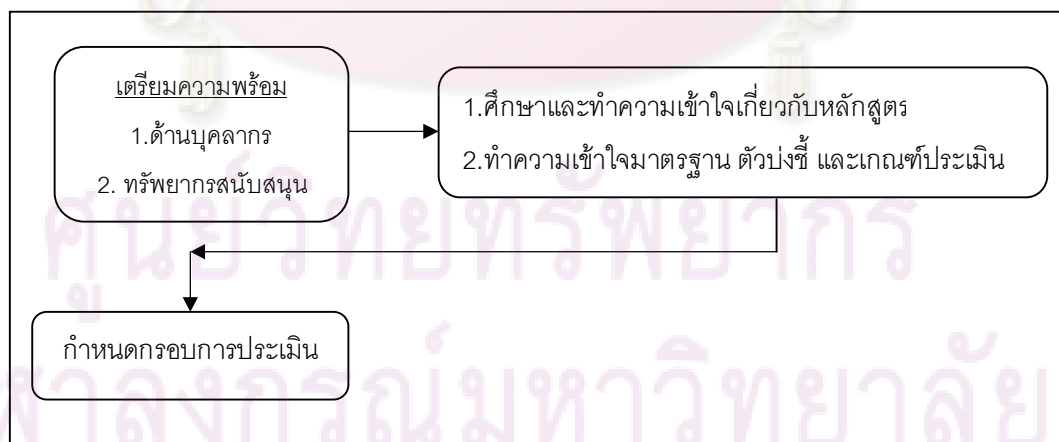 เตรียมความพร้อม
1.ด้านบุคลากร
2. ทรัพยากรสนับสนุน
1.ศึกษาและทำความเข้าใจเกี่ยวกับหลักสูตร
2.ทำความเข้าใจมาตรฐาน ตัวบ่งชี้ และเกณฑ์ประเมิน
ศูนย์วิทยทรัพยากร
กำหนดกรอบการประเมิน
ฬาลงกรณ์มหาวิทยาลัย